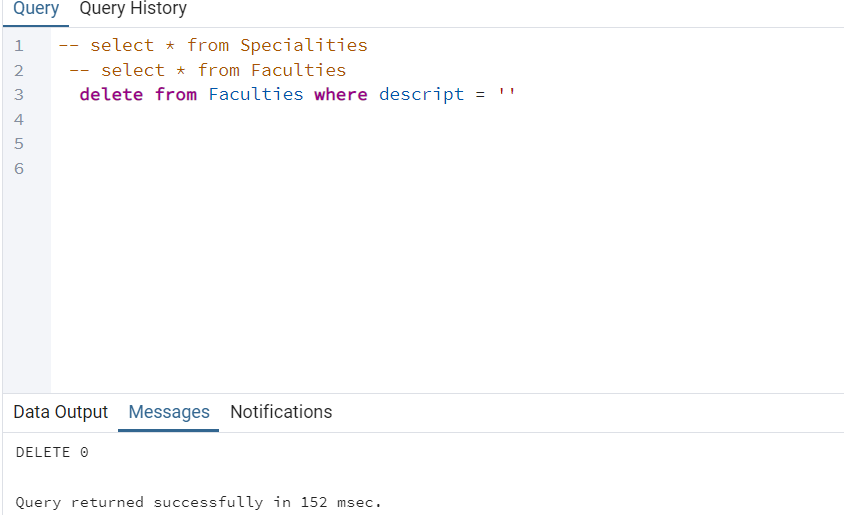 Query Query History
1 -- select * from Specialities
2 -- select * from Faculties
3 delete from Faculties where descript = ''
4
5
6
Data Output Messages Notifications
DELETE 0
Query returned successfully in 152 msec.